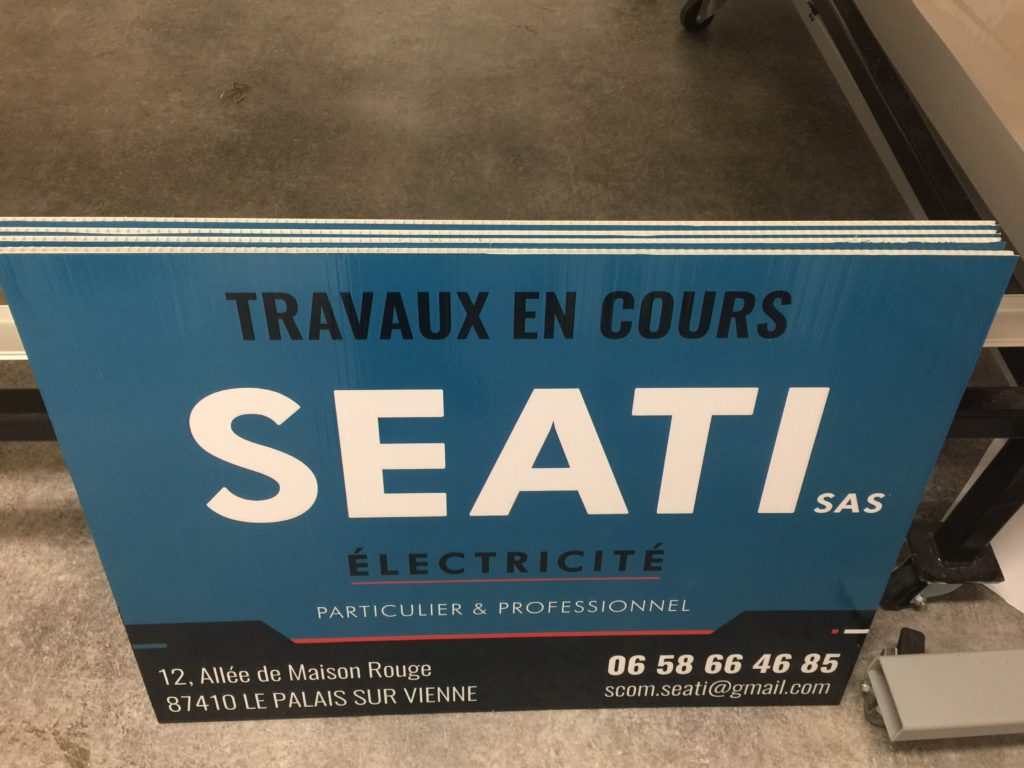 TRAVAUX EN COURS
SEATI SAS
ÉLECTRICITÉ
PARTICULIER & PROFESSIONNEL
12, Allée de Maison Rouge
87410 LE PALAIS SUR VIENNE
06 58 66 46 85
scom.seati@gmail.com